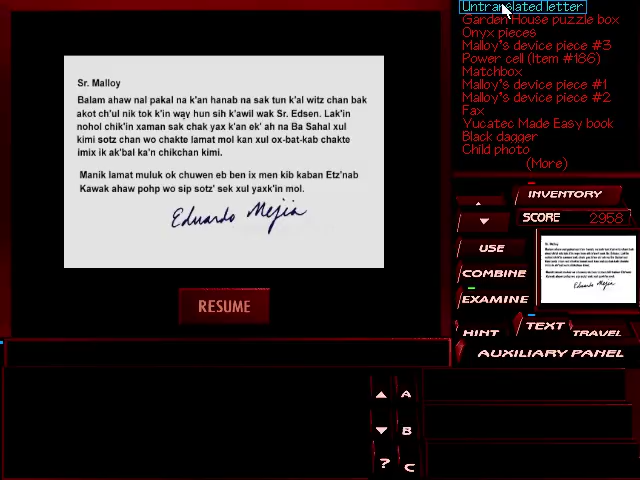 Untranslated letter
Garden House puzzle box
Onyx pieces
Malloy's device piece #3
Power cell (Item #186)
Matchbox
Malloy's device piece #1
Malloy's device piece #2
Fax
Yucatec Made Easy book
Black dagger
Child photo
(More)
Sr. Malloy
Balam ahaw nal pakal na k'an hanab na sak tun k'al witz chan bak
akot ch'ul nik tok k'in way hun sih k'awil wak Sr. Edsen. Lak'in
nohol chik'in xaman sak chak yax k'an ek' ah na Ba Sahal xul
kimi sotz chan wo chakte lamat mol kan xul ox-bat-kab chakte
imix ik ak'bal ka'n chikchan kimi.
Manik lamat muluk ok chuwen eb ben ix men kib kaban Etz'nab
Kawak ahaw pohp wo sip sotz' sek xul yaxk'in mol.
Eduardo Mejia
RESUME
INVENTORY
SCORE 2958
USE
COMBINE
EXAMINE
HINT
TEXT
TRAVEL
AUXILIARY PANEL
A
B
? C